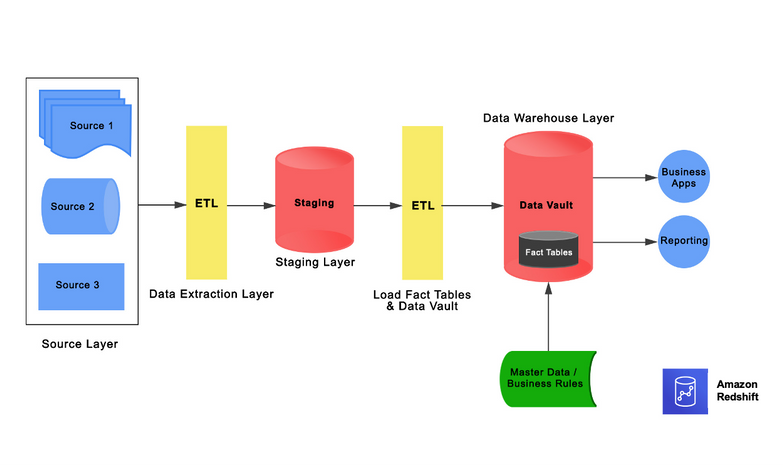 Data Warehouse Layer
Source 1
Business
Apps
Source 2
ETL
Staging
ETL
Data Vault
Reporting
Fact Tables
Staging Layer
Source 3
Data Extraction Layer
Load Fact Tables
& Data Vault
Source Layer
Master Data /
Business Rules
Amazon
Redshift